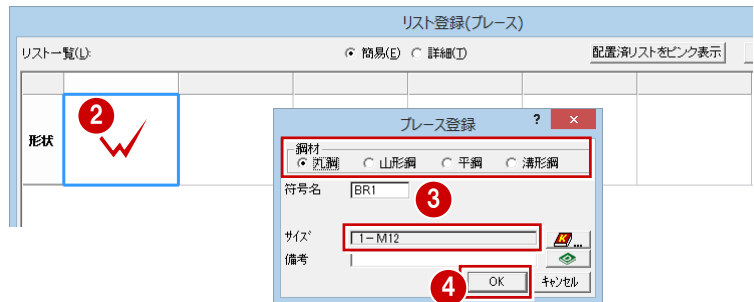 リスト登録(ブレース)
リスト一覧(L):
簡易(E) 詳細(T)
配置済リストをピンク表示
2
形状
ブレース登録
? ×
鋼材
丸鋼 山形鋼 平鋼 溝形鋼
符号名 BR1
3
サイズ 1-M12
K ...
備考
4
OK キャンセル